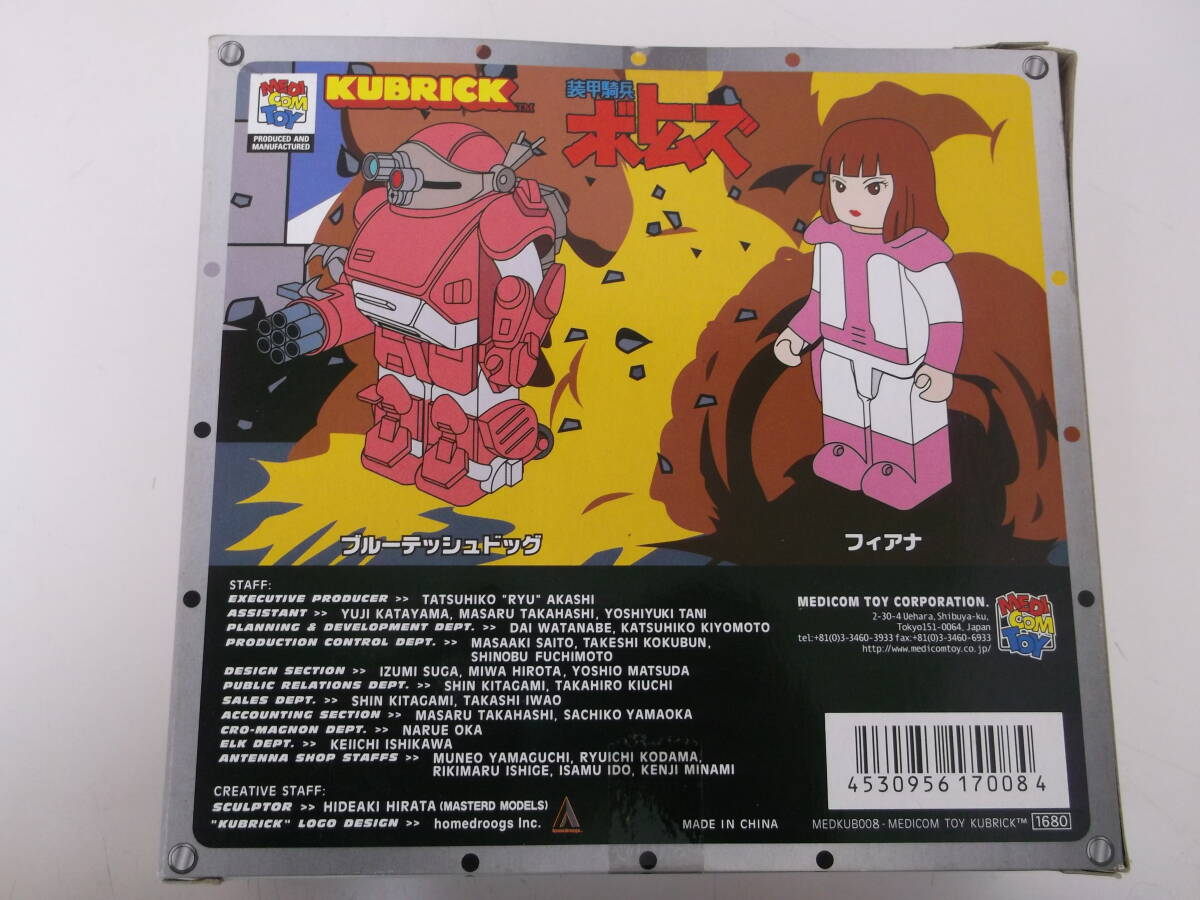 MEDI
COM
TOY
PRODUCED AND
MANUFACTURED
KUBRICK™
装甲騎兵
ボトムズ
ブルーテッシュドッグ
フィアナ
STAFF:
EXECUTIVE PRODUCER >> TATSUHIKO "RYU" AKASHI
ASSISTANT >> YUJI KATAYAMA, MASARU TAKAHASHI, YOSHIYUKI TANI
PLANNING & DEVELOPMENT DEPT. >> DAI WATANABE, KATSUHIKO KIYOMOTO
PRODUCTION CONTROL DEPT. >> MASAAKI SAITO, TAKESHI KOKUBUN,
SHINOBU FUCHIMOTO
DESIGN SECTION >> IZUMI SUGA, MIWA HIROTA, YOSHIO MATSUDA
PUBLIC RELATIONS DEPT. >> SHIN KITAGAMI, TAKAHIRO KIUCHI
SALES DEPT. >> SHIN KITAGAMI, TAKASHI IWAO
ACCOUNTING SECTION >> MASARU TAKAHASHI, SACHIKO YAMAOKA
CRO-MAGNON DEPT. >> NARUE OKA
ELK DEPT. >> KEIICHI ISHIKAWA
ANTENNA SHOP STAFFS >> MUNEO YAMAGUCHI, RYUICHI KODAMA,
RIKIMARU ISHIGE, ISAMU IDO, KENJI MINAMI
CREATIVE STAFF:
SCULPTOR >> HIDEAKI HIRATA (MASTERD MODELS)
"KUBRICK" LOGO DESIGN >> homedroogs Inc.
homedroogs..
MEDICOM TOY CORPORATION.
2-30-4 Uehara, Shibuya-ku,
Tokyo151-0064, Japan
tel:+81(0)3-3460-3933 fax:+81(0)3-3460-6933
http://www.medicomtoy.co.jp/
MEDI
COM
TOY
4530956170084
MADE IN CHINA
MEDKUB008-MEDICOM TOY KUBRICK™ 1680